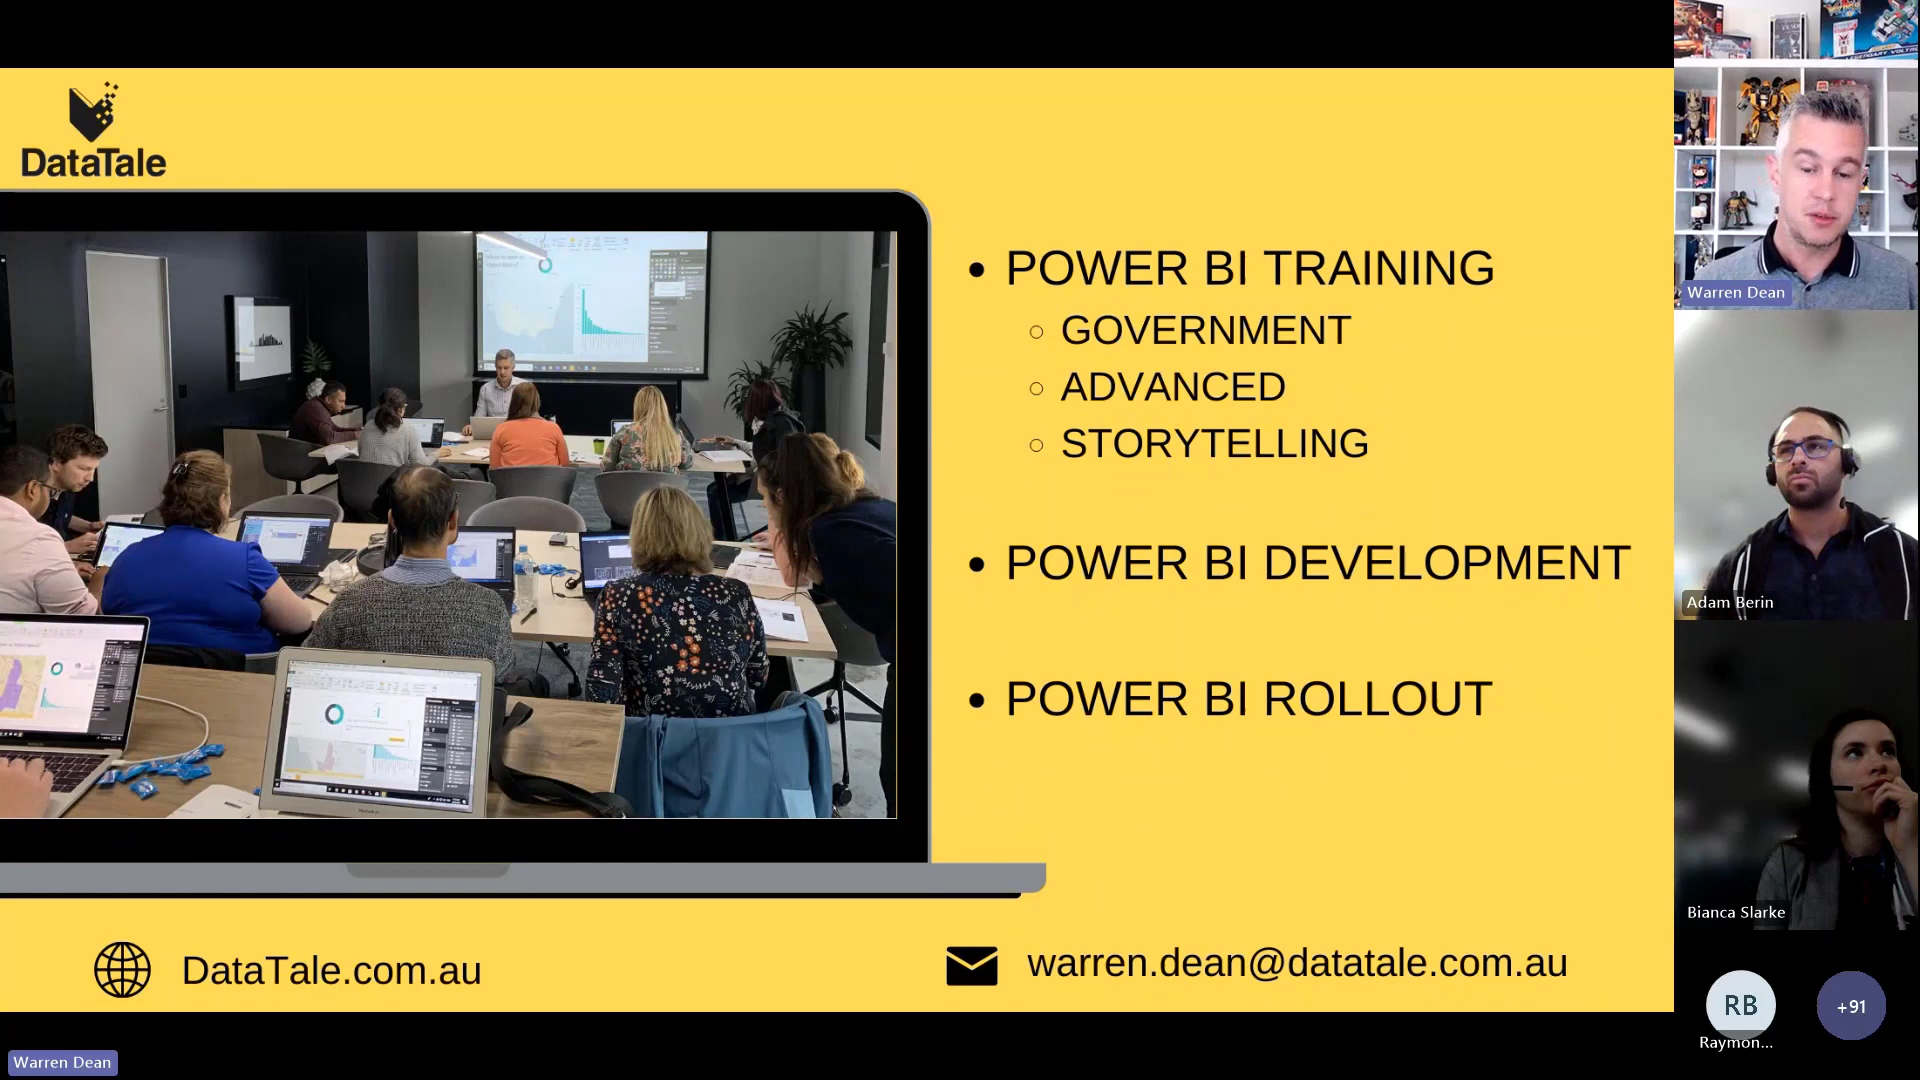 DataTale
• POWER BI TRAINING
○ GOVERNMENT
○ ADVANCED
○ STORYTELLING
• POWER BI DEVELOPMENT
• POWER BI ROLLOUT
DataTale.com.au
warren.dean@datatale.com.au
Warren Dean
Warren Dean
Adam Berin
Bianca Slarke
RB
Raymon...
+91